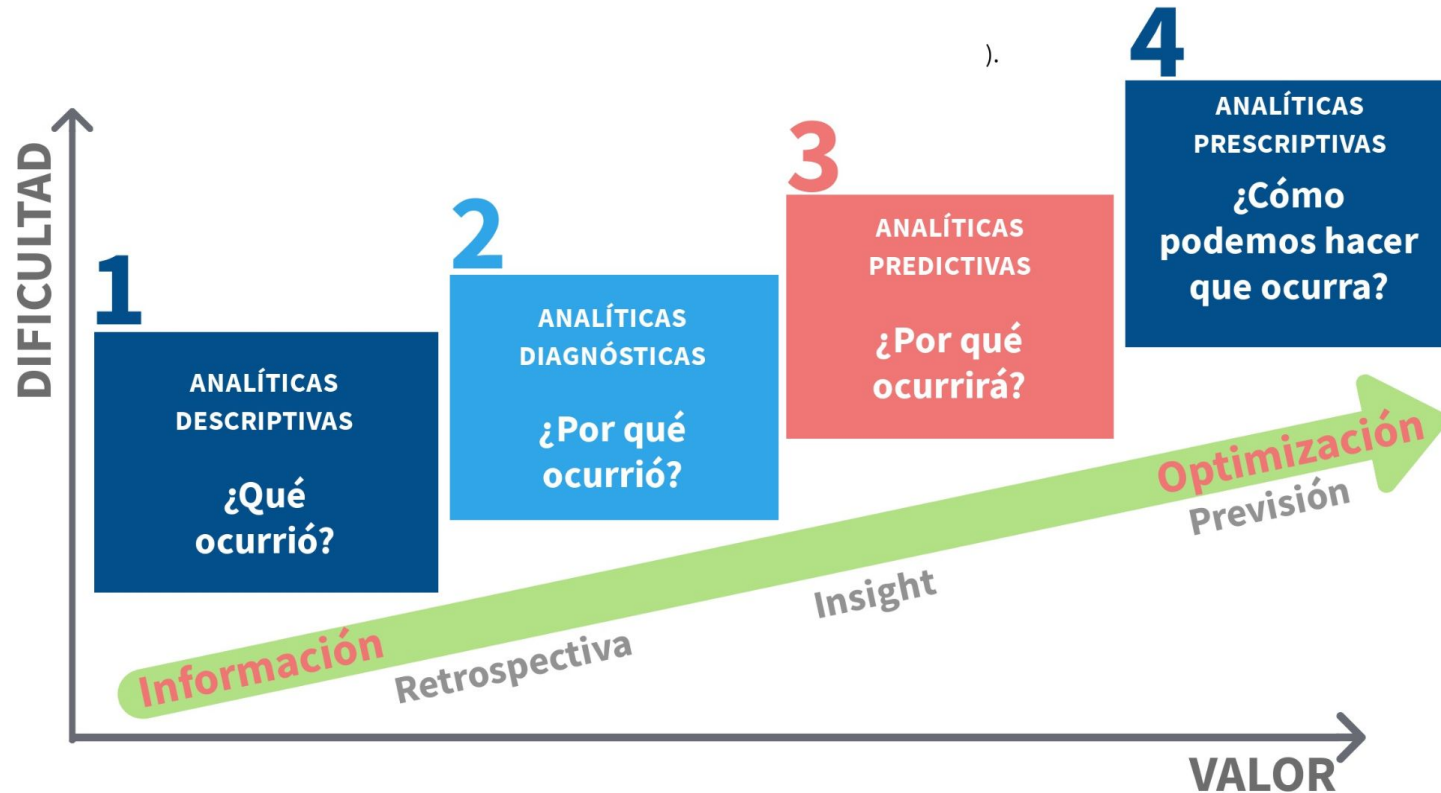 ).
DIFICULTAD
1
ANALÍTICAS
DESCRIPTIVAS
¿Qué
ocurrió?
2
ANALÍTICAS
DIAGNÓSTICAS
¿Por qué
ocurrió?
3
ANALÍTICAS
PREDICTIVAS
¿Por qué
ocurrirá?
4
ANALÍTICAS
PRESCRIPTIVAS
¿Cómo
podemos hacer
que ocurra?
Información
Retrospectiva
Insight
Optimización
Previsión
VALOR